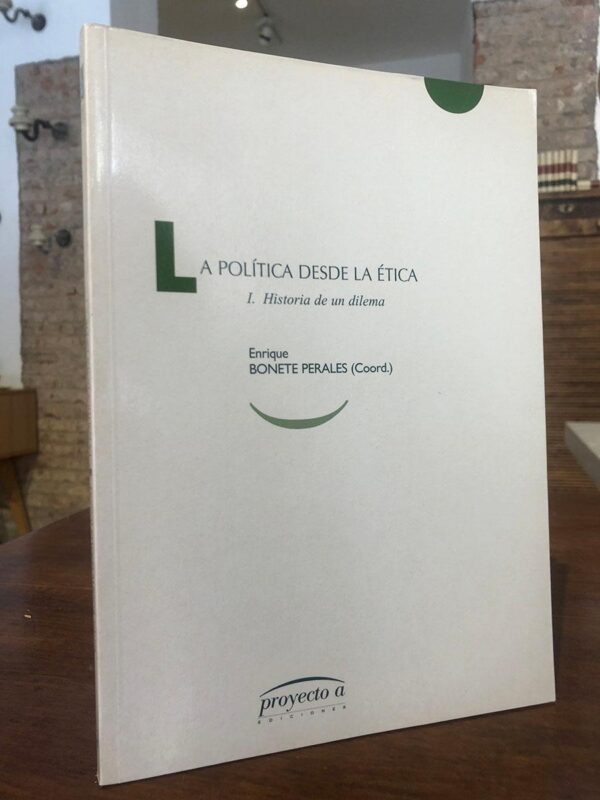 LA POLÍTICA DESDE LA ÉTICA
I. Historia de un dilema
Enrique
BONETE PERALES (Coord.)
proyecto a
EDICIONES